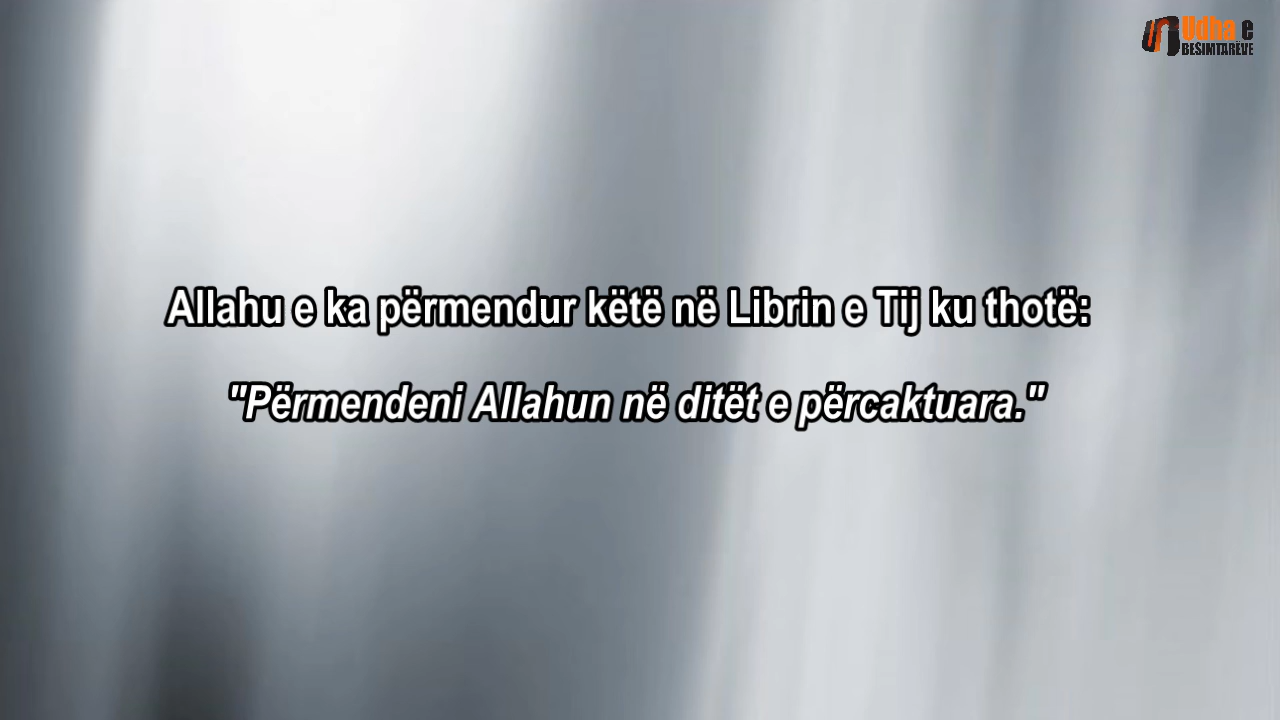 Udha e
BESIMTARËVE
Allahu e ka përmendur këtë në Librin e Tij ku thotë:
"Përmendeni Allahun në ditët e përcaktuara."